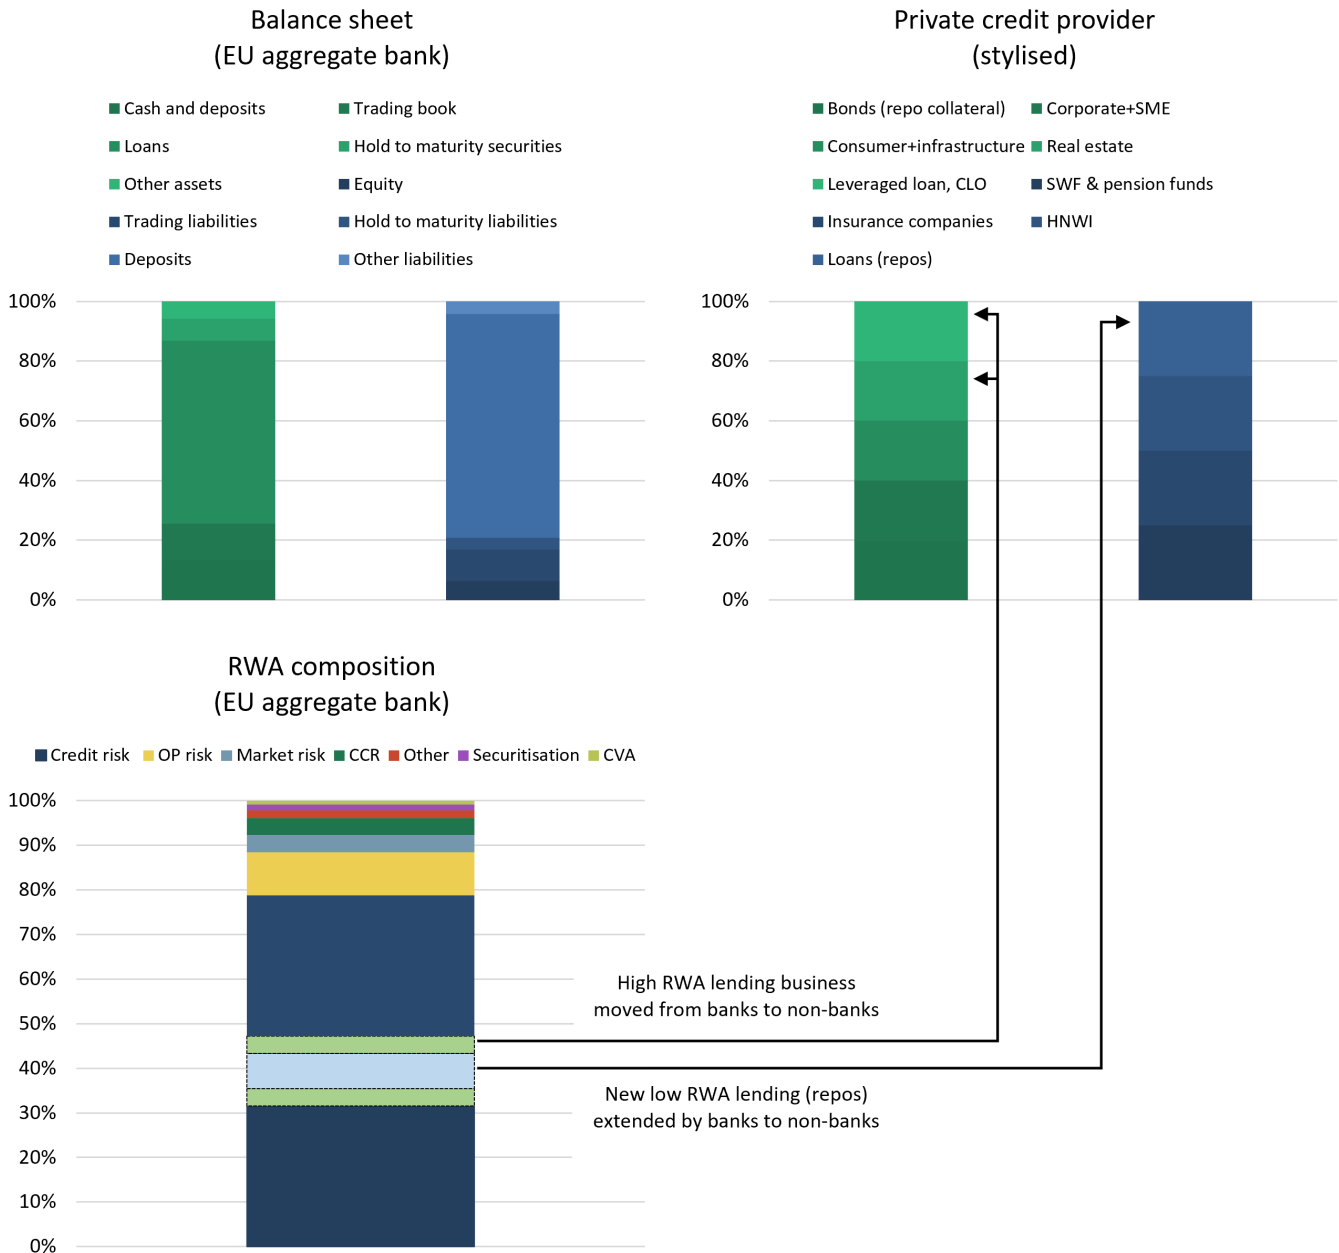 Balance sheet
(EU aggregate bank)
Cash and deposits
Trading book
Loans
Hold to maturity securities
Other assets
Equity
Trading liabilities
Hold to maturity liabilities
Deposits
Other liabilities
100%
80%
60%
40%
20%
0%
Private credit provider
(stylised)
Bonds (repo collateral)
Corporate+SME
Consumer+infrastructure
Real estate
Leveraged loan, CLO
SWF & pension funds
Insurance companies
HNWI
Loans (repos)
100%
80%
60%
40%
20%
0%
RWA composition
(EU aggregate bank)
Credit risk
OP risk
Market risk
CCR
Other
Securitisation
CVA
100%
90%
80%
70%
60%
50%
40%
30%
20%
10%
0%
High RWA lending business
moved from banks to non-banks
New low RWA lending (repos)
extended by banks to non-banks